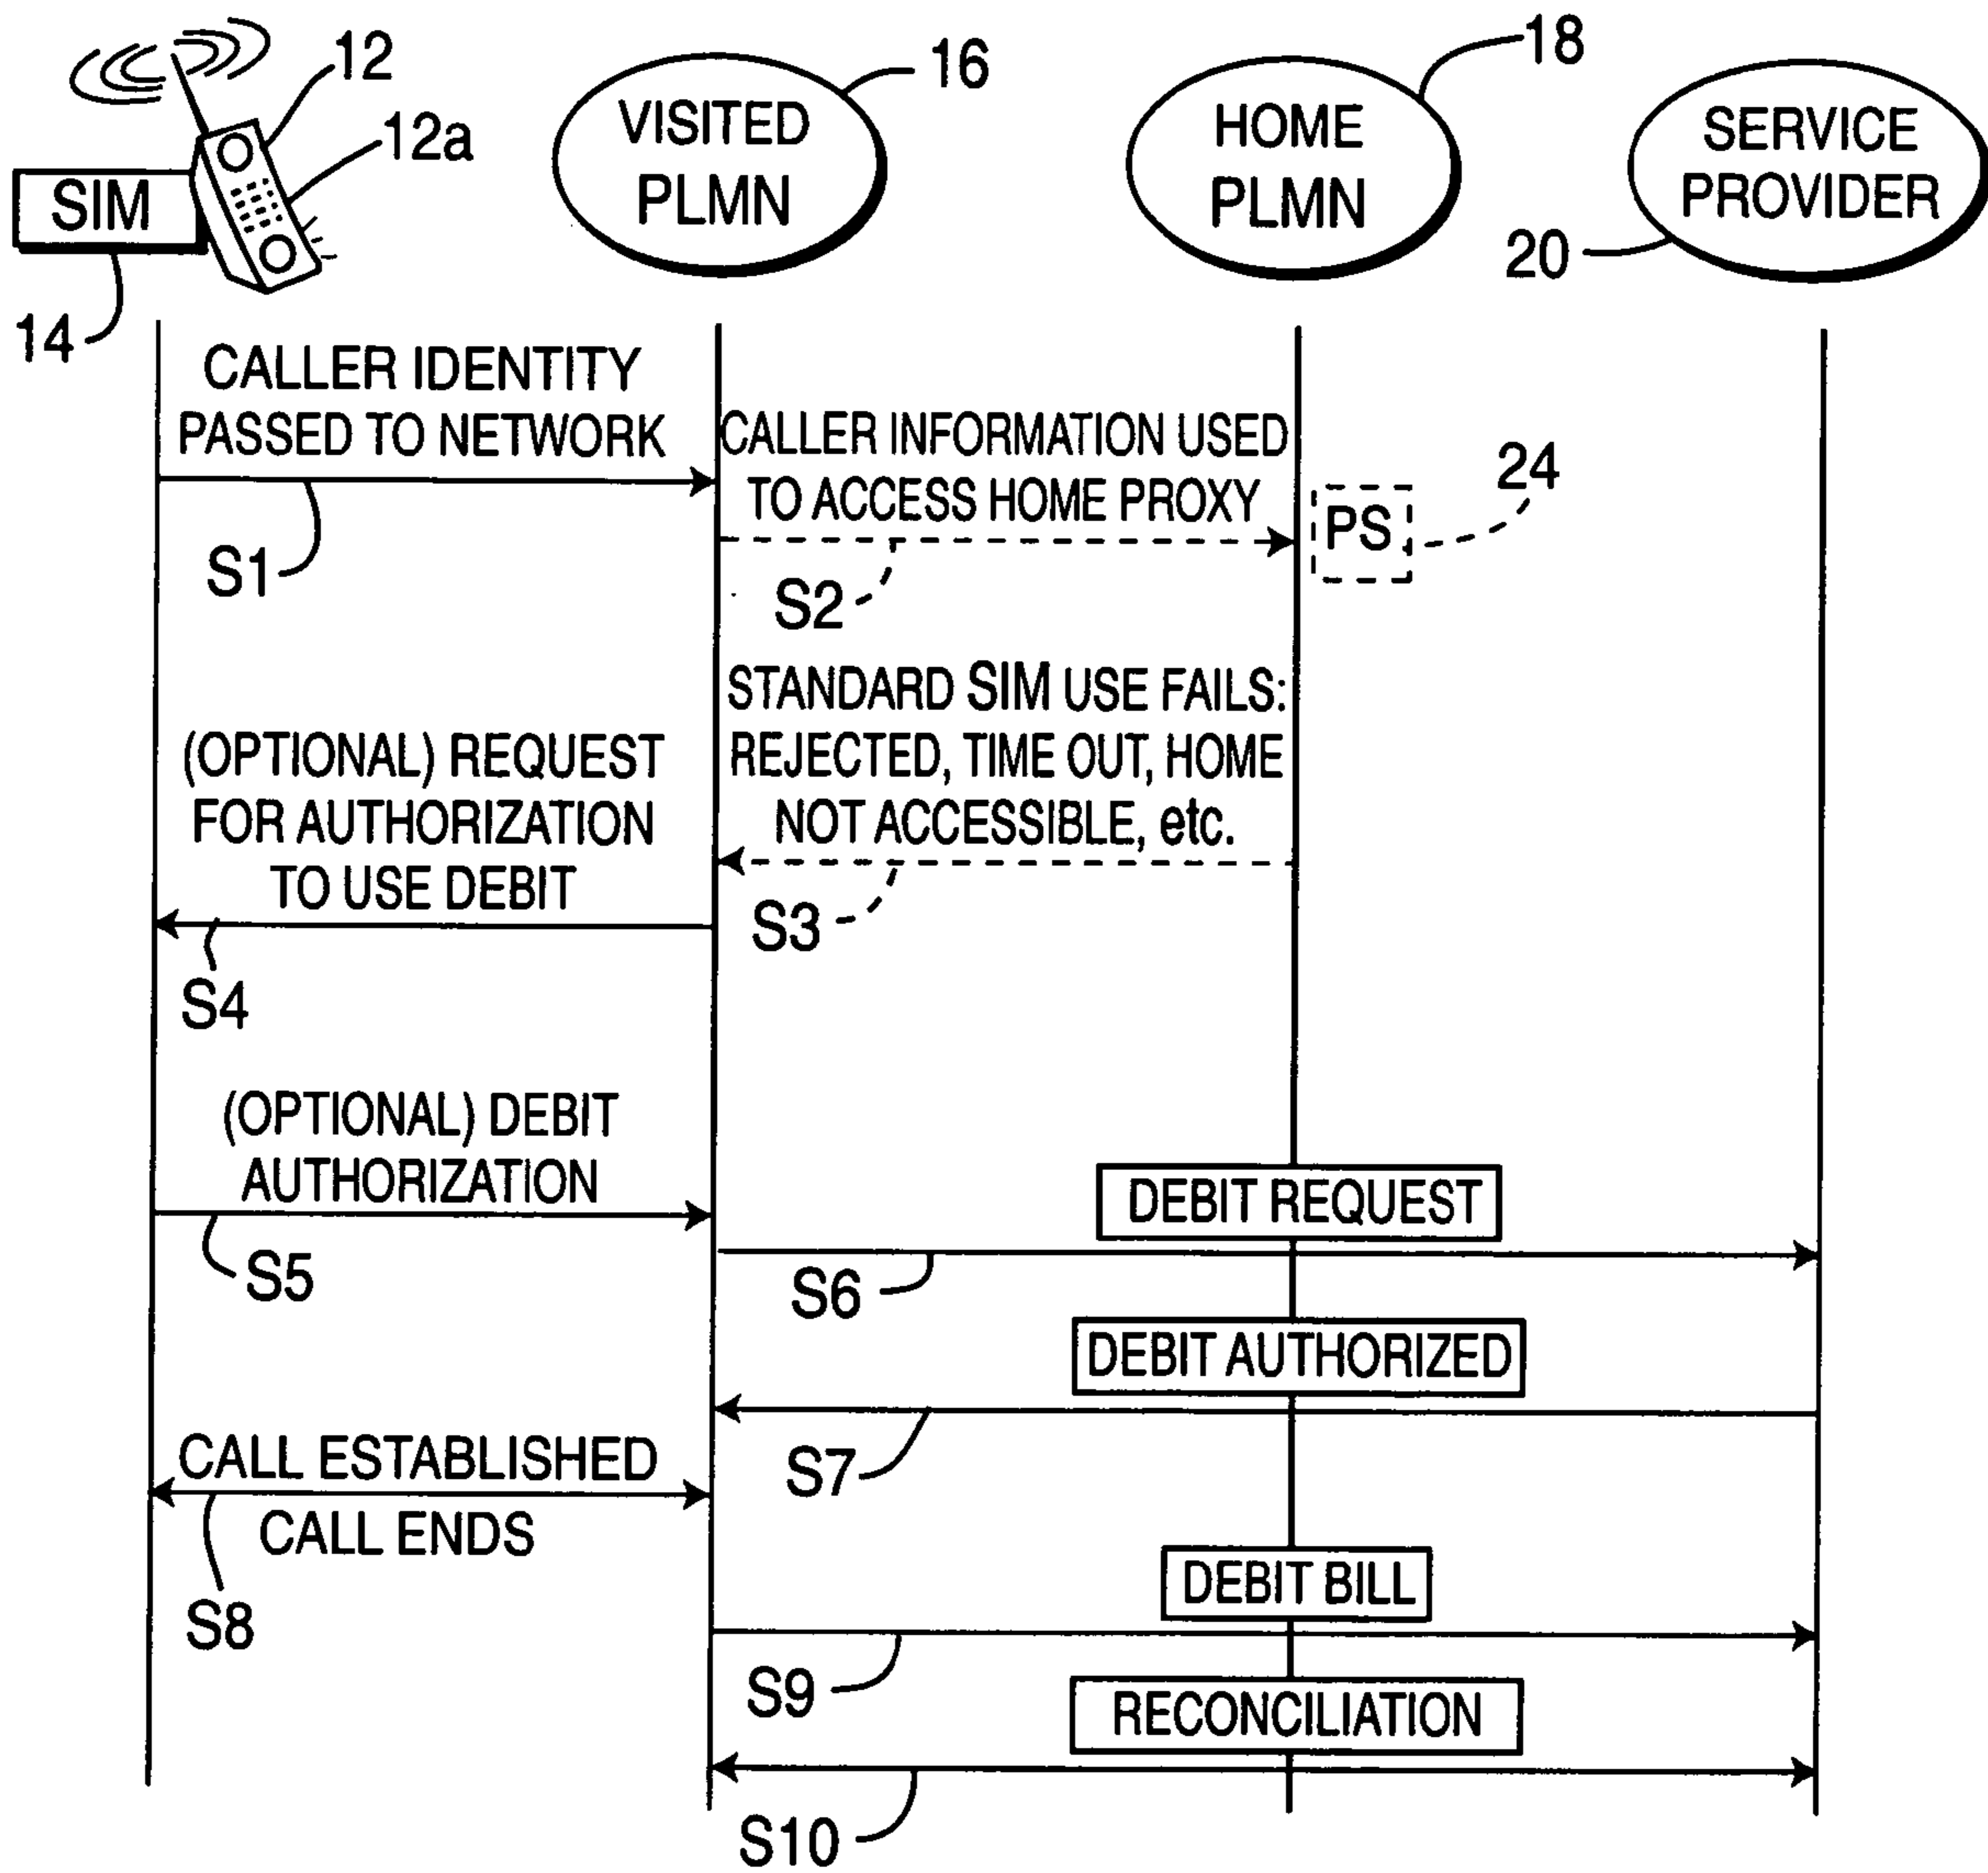 12
12a
SIM
14
VISITED
PLMN
16
HOME
PLMN
18
SERVICE
PROVIDER
20
CALLER IDENTITY
PASSED TO NETWORK
S1
CALLER INFORMATION USED
TO ACCESS HOME PROXY
S2
PS
24
STANDARD SIM USE FAILS:
REJECTED, TIME OUT, HOME
NOT ACCESSIBLE, etc.
S3
(OPTIONAL) REQUEST
FOR AUTHORIZATION
TO USE DEBIT
S4
(OPTIONAL) DEBIT
AUTHORIZATION
S5
DEBIT REQUEST
S6
DEBIT AUTHORIZED
S7
CALL ESTABLISHED
CALL ENDS
S8
DEBIT BILL
S9
RECONCILIATION
S10